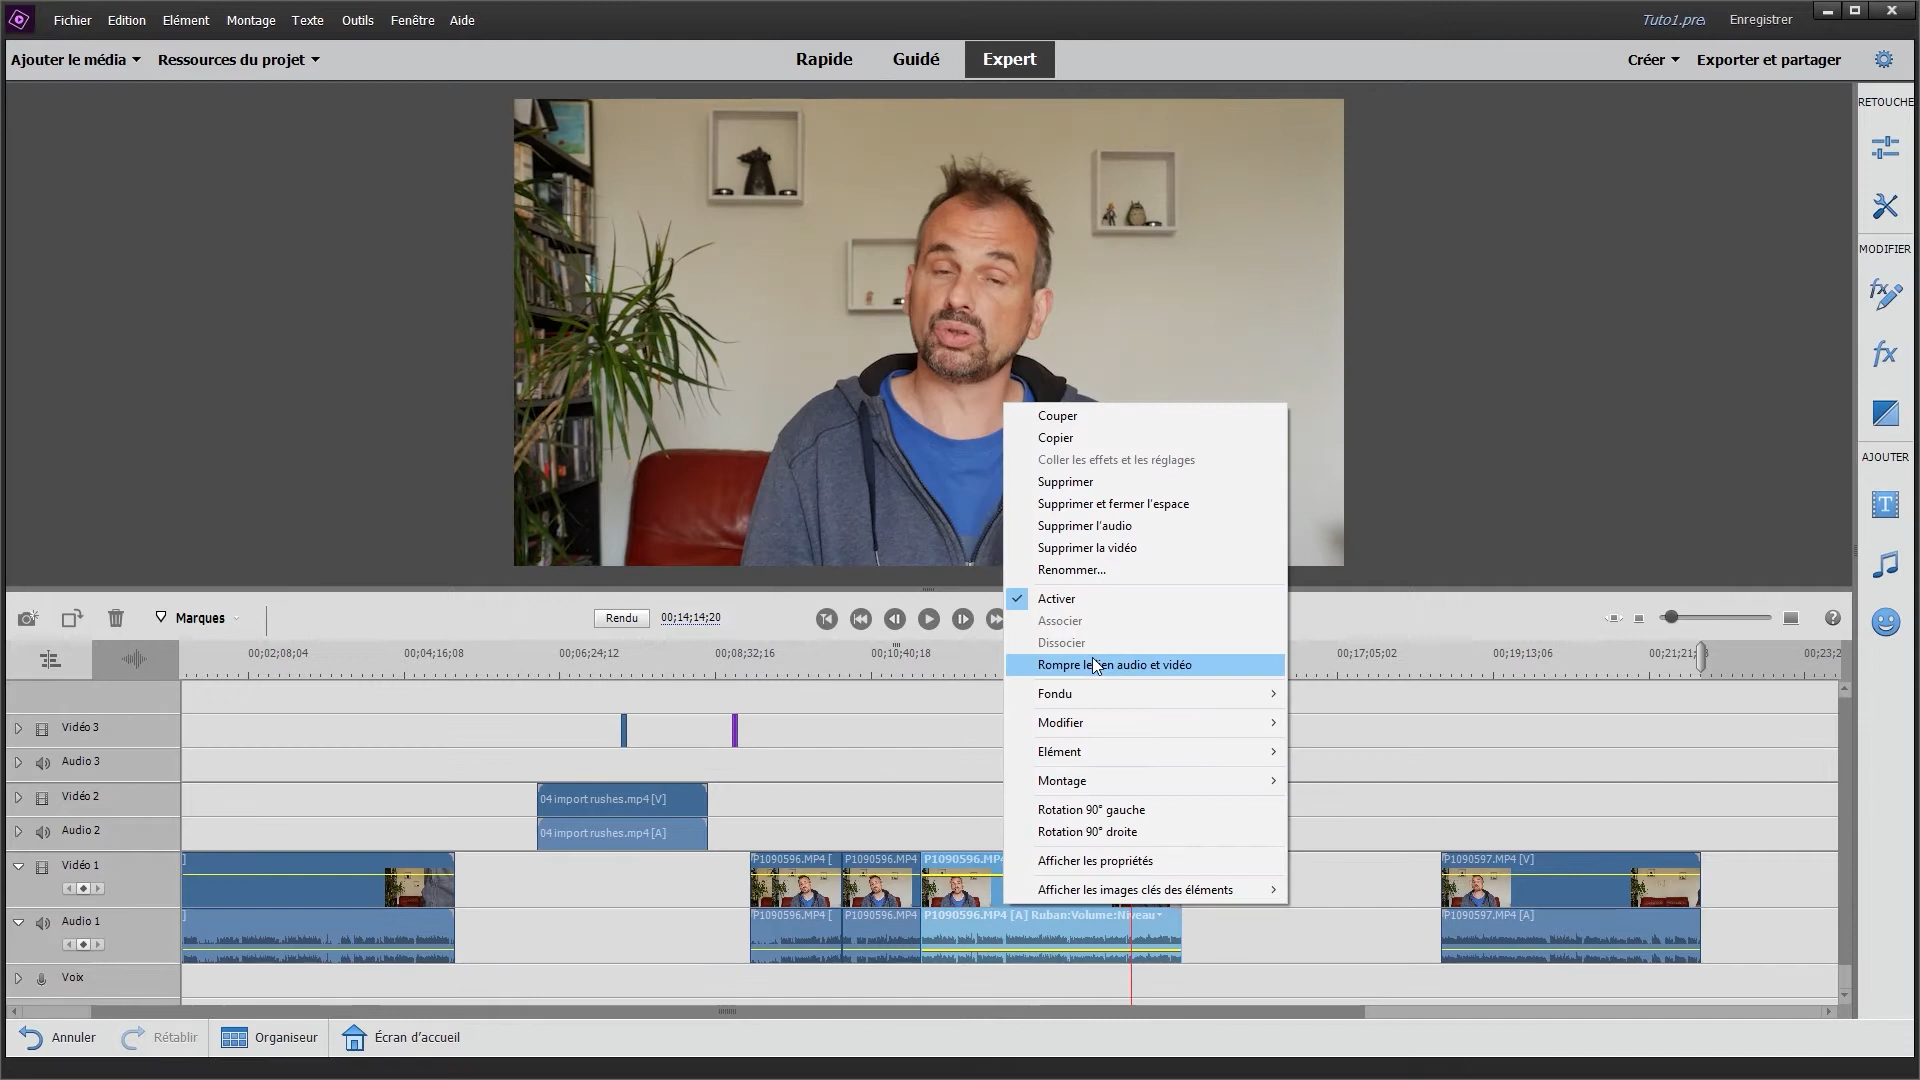 Fichier Edition Elément Montage Texte Outils Fenêtre Aide
Tuto1.prel Enregistrer
Ajouter le média Ressources du projet
Rapide Guidé Expert
Créer Exporter et partager
RETOUCHE
MODIFIER
AJOUTER
Couper
Copier
Coller les effets et les réglages
Supprimer
Supprimer et fermer l'espace
Supprimer l'audio
Supprimer la vidéo
Renommer...
Activer
Associer
Dissocier
Rompre le lien audio et vidéo
Fondu
Modifier
Elément
Montage
Rotation 90° gauche
Rotation 90° droite
Afficher les propriétés
Afficher les images clés des éléments
Marques
Rendu 00;14;14;20
00;02;08;04 00;04;16;08 00;06;24;12 00;08;32;16 00;10;40;18 00;17;05;02 00;19;13;06 00;21;21; 00;23;2
Vidéo 3
Audio 3
Vidéo 2 04 import rushes.mp4 [V]
Audio 2 04 import rushes.mp4 [A]
Vidéo 1 ] P1090596.MP4 [ P1090596.MP4 P1090596.MP4 P1090597.MP4 [V]
Audio 1 ] P1090596.MP4 [ P1090596.MP4 P1090596.MP4 [A] Ruban:Volume:Niveau P1090597.MP4 [A]
Voix
Annuler Rétablir Organiseur Écran d'accueil